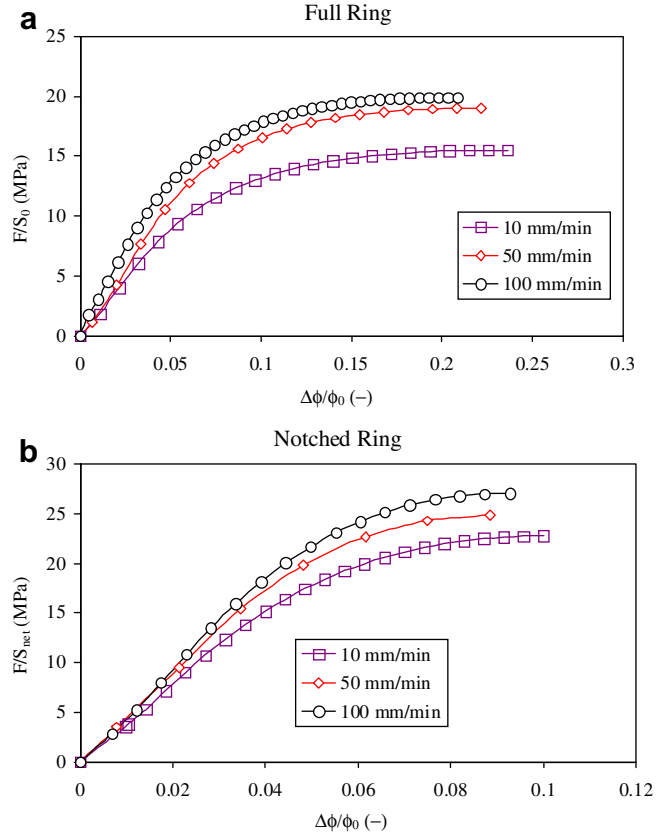 a
Full Ring
25
20
15
10
5
0
F/S0 (MPa)
10 mm/min
50 mm/min
100 mm/min
0 0.05 0.1 0.15 0.2 0.25 0.3
Δϕ/ϕ0 (−)
b
Notched Ring
30
25
20
15
10
5
0
F/Snet (MPa)
10 mm/min
50 mm/min
100 mm/min
0 0.02 0.04 0.06 0.08 0.1 0.12
Δϕ/ϕ0 (−)